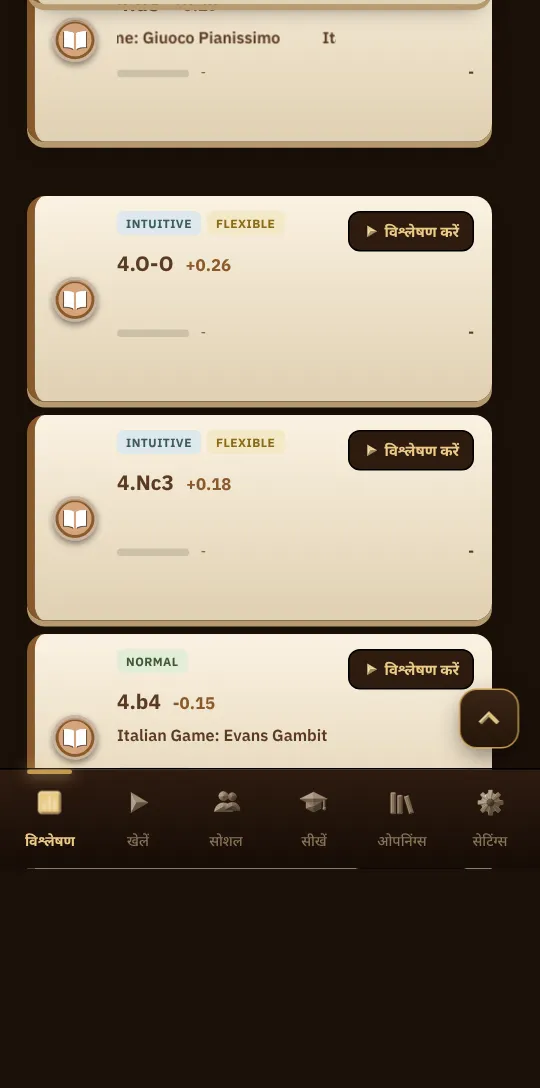 ne: Giuoco Pianissimo It
- -
INTUITIVE FLEXIBLE विश्लेषण करें
4.O-O +0.26
- -
INTUITIVE FLEXIBLE विश्लेषण करें
4.Nc3 +0.18
- -
NORMAL विश्लेषण करें
4.b4 -0.15
Italian Game: Evans Gambit
विश्लेषण खेलें सोशल सीखें ओपनिंग्स सेटिंग्स